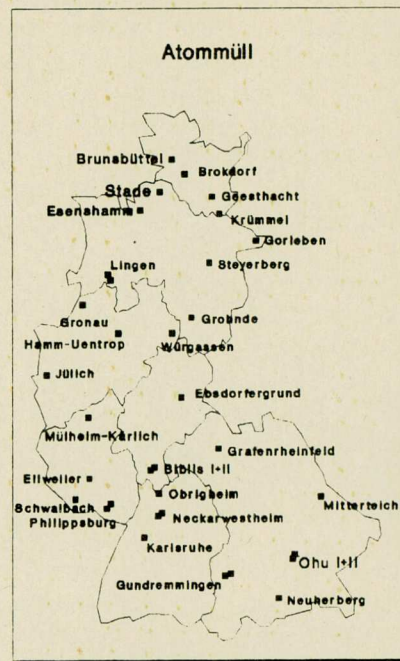 Atommüll
Brunsbüttel
Brokdorf
Stade
Geesthacht
Esenshamm
Krümmel
Gorleben
Lingen
Steyerberg
Gronau
Grohnde
Hamm-Uentrop
Würgassen
Jülich
Ebsdorfergrund
Mülheim-Kärlich
Grafenrheinfeld
Biblis I+II
Ellweiler
Obrigheim
Mitterteich
Schwalbach
Neckarwestheim
Philippsburg
Karlsruhe
Ohu I+II
Gundremmingen
Neuherberg